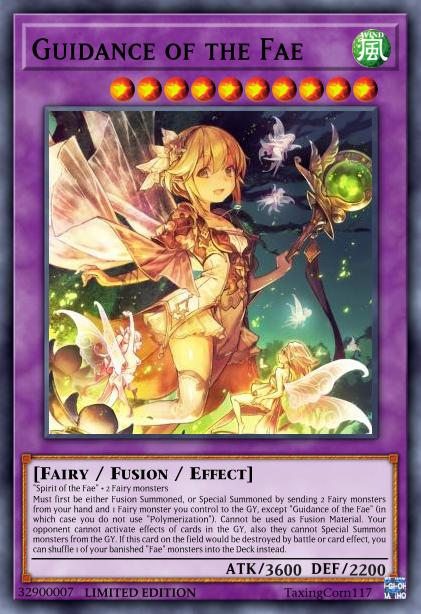 GUIDANCE OF THE FAE
WIND
風
[FAIRY / FUSION / EFFECT]
"Spirit of the Fae" + 2 Fairy monsters
Must first be either Fusion Summoned, or Special Summoned by sending 2 Fairy monsters
from your hand and 1 Fairy monster you control to the GY, except "Guidance of the Fae" (in
which case you do not use "Polymerization"). Cannot be used as Fusion Material. Your
opponent cannot activate effects of cards in the GY, also they cannot Special Summon
monsters from the GY. If this card on the field would be destroyed by battle or card effect, you
can shuffle 1 of your banished "Fae" monsters into the Deck instead.
ATK/3600 DEF/2200
32900007 LIMITED EDITION TaxingCorn117